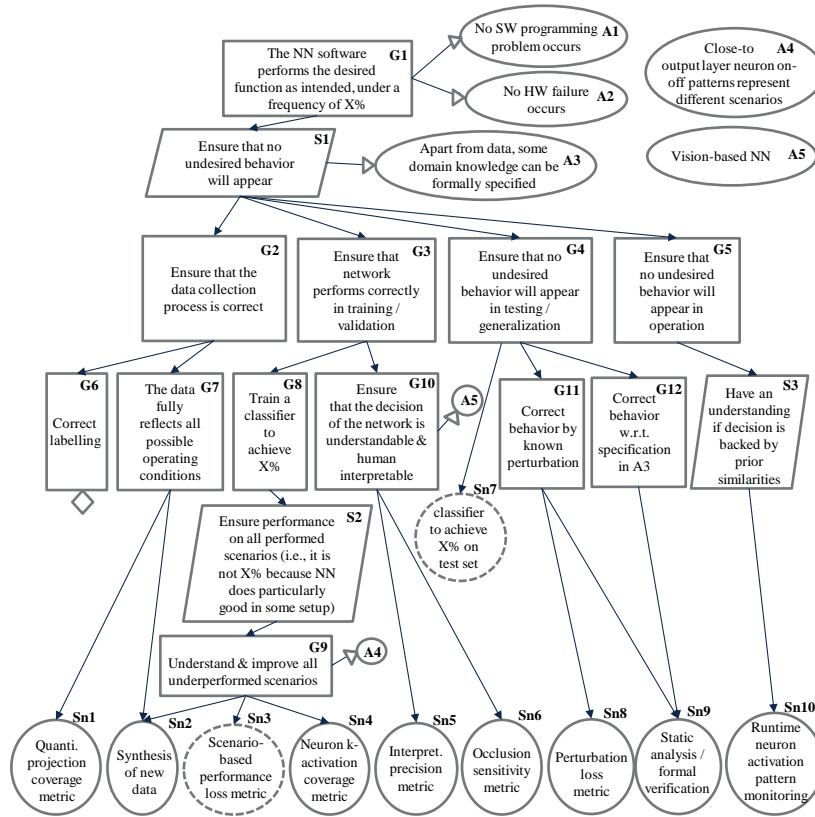 G1
The NN software
performs the desired
function as intended, under
a frequency of X%
No SW programming
problem occurs
A1
No HW failure
occurs
A2
Close-to
output layer neuron on-
off patterns represent
different scenarios
A4
S1
Ensure that no
undesired behavior
will appear
Apart from data, some
domain knowledge can be
formally specified
A3
Vision-based NN
A5
G2
Ensure that the
data collection
process is correct
G3
Ensure that
network
performs correctly
in training /
validation
G4
Ensure that no
undesired
behavior will appear
in testing /
generalization
G5
Ensure that
no undesired
behavior will
appear in
operation
G6
Correct
labelling
G7
The data
fully
reflects all
possible
operating
conditions
G8
Train a
classifier
to
achieve
X%
G10
Ensure
that the decision
of the network is
understandable &
human
interpretable
A5
Sn7
classifier
to achieve
X% on
test set
G11
Correct
behavior by
known
perturbation
G12
Correct
behavior
w.r.t.
specification
in A3
S3
Have an
understanding
if decision is
backed by
prior
similarities
S2
Ensure performance
on all performed
scenarios (i.e., it is
not X% because NN
does particularly
good in some setup)
G9
Understand & improve all
underperformed scenarios
A4
Sn1
Quanti.
projection
coverage
metric
Sn2
Synthesis
of new
data
Sn3
Scenario-
based
performance
loss metric
Sn4
Neuron k-
activation
coverage
metric
Sn5
Interpret.
precision
metric
Sn6
Occlusion
sensitivity
metric
Sn8
Perturbation
loss
metric
Sn9
Static
analysis /
formal
verification
Sn10
Runtime
neuron
activation
pattern
monitoring